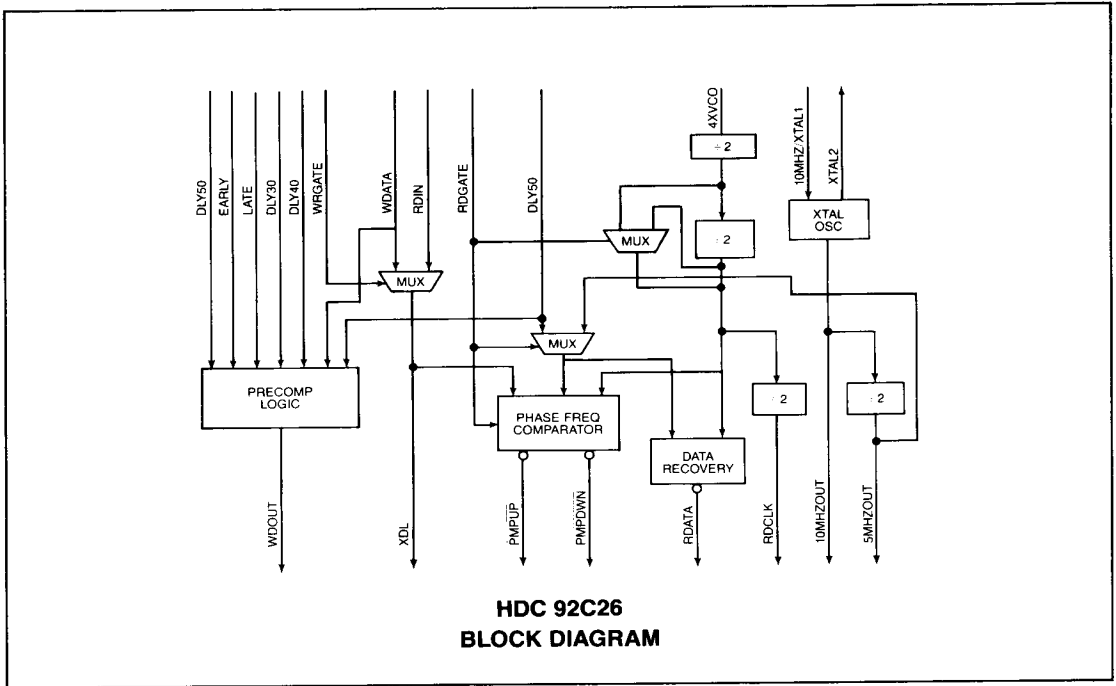 DLY50
EARLY
LATE
DLY30
DLY40
WRGATE
WDATA
RDIN
RDGATE
DLY50
4XVCO
10MHZ/XTAL1
XTAL2
÷ 2
XTAL
OSC
MUX
÷ 2
MUX
MUX
PRECOMP
LOGIC
PHASE FREQ
COMPARATOR
÷ 2
÷ 2
DATA
RECOVERY
WDOUT
XDL
PMPUP
PMPDWN
RDATA
RDCLK
10MHZOUT
5MHZOUT
HDC 92C26
BLOCK DIAGRAM